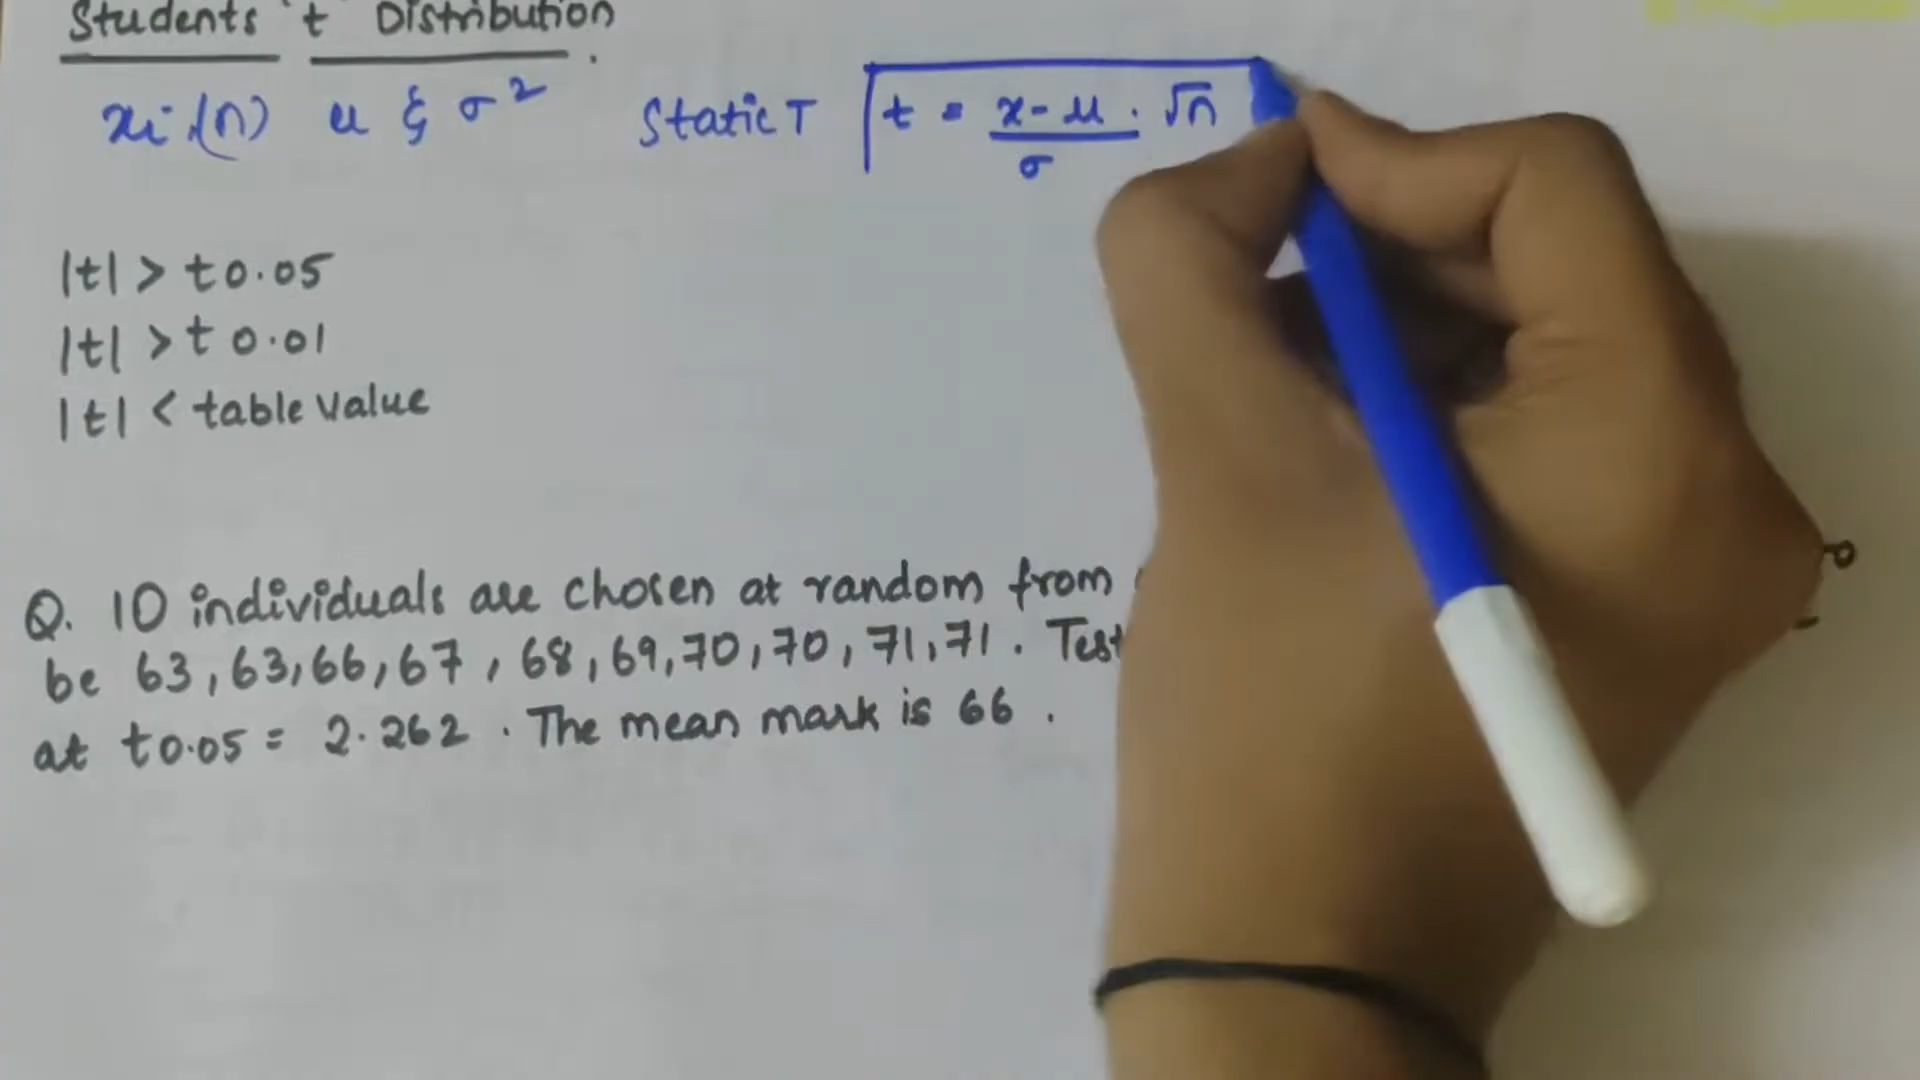 Students 't' Distribution.
xi (n) u & σ² Static T t = x-u . √n
σ
|t| > t0.05
|t| > t 0.01
|t| < table value
Q. 10 individuals are chosen at random from
be 63, 63, 66, 67, 68, 69, 70, 70, 71, 71. Test
at t0.05 = 2.262. The mean mark is 66.